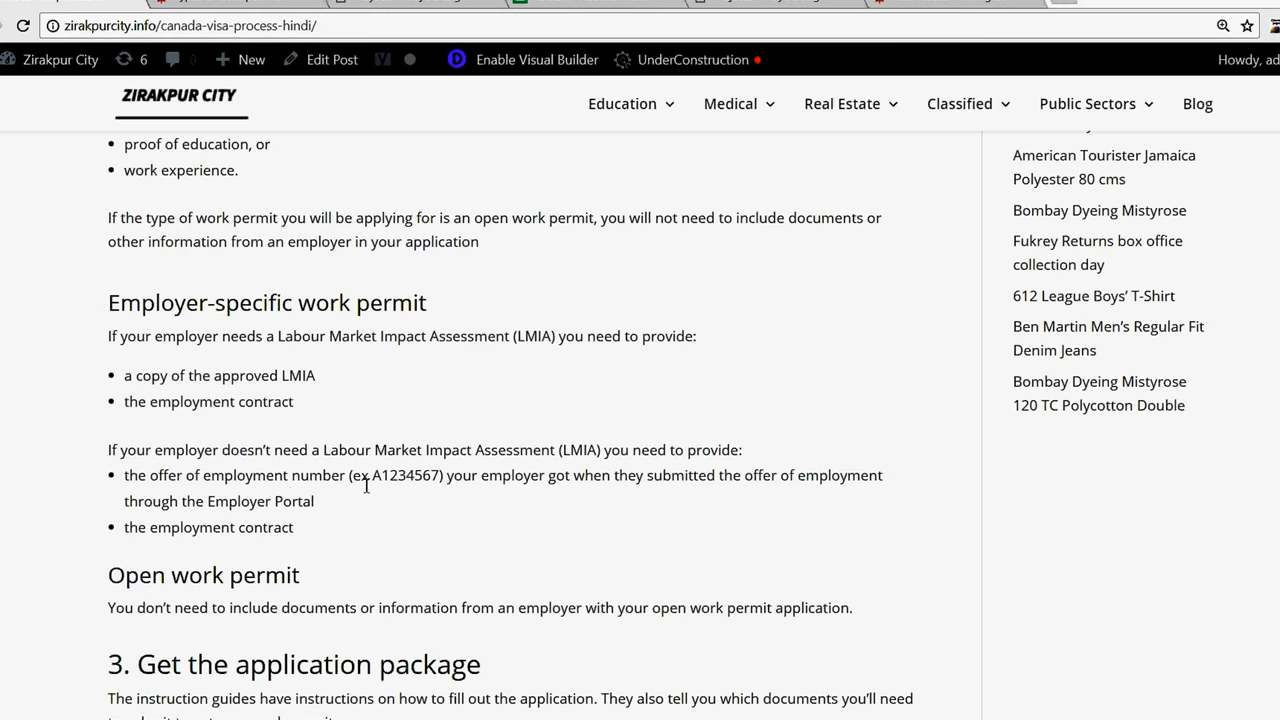 zirakpurcity.info/canada-visa-process-hindi/
Zirakpur City 6 0 New Edit Post Enable Visual Builder UnderConstruction Howdy, ad
ZIRAKPUR CITY
Education Medical Real Estate Classified Public Sectors Blog
• proof of education, or
• work experience.
If the type of work permit you will be applying for is an open work permit, you will not need to include documents or
other information from an employer in your application
Employer-specific work permit
If your employer needs a Labour Market Impact Assessment (LMIA) you need to provide:
• a copy of the approved LMIA
• the employment contract
If your employer doesn’t need a Labour Market Impact Assessment (LMIA) you need to provide:
• the offer of employment number (ex A1234567) your employer got when they submitted the offer of employment
through the Employer Portal
• the employment contract
Open work permit
You don’t need to include documents or information from an employer with your open work permit application.
3. Get the application package
The instruction guides have instructions on how to fill out the application. They also tell you which documents you’ll need
American Tourister Jamaica
Polyester 80 cms
Bombay Dyeing Mistyrose
Fukrey Returns box office
collection day
612 League Boys’ T-Shirt
Ben Martin Men’s Regular Fit
Denim Jeans
Bombay Dyeing Mistyrose
120 TC Polycotton Double